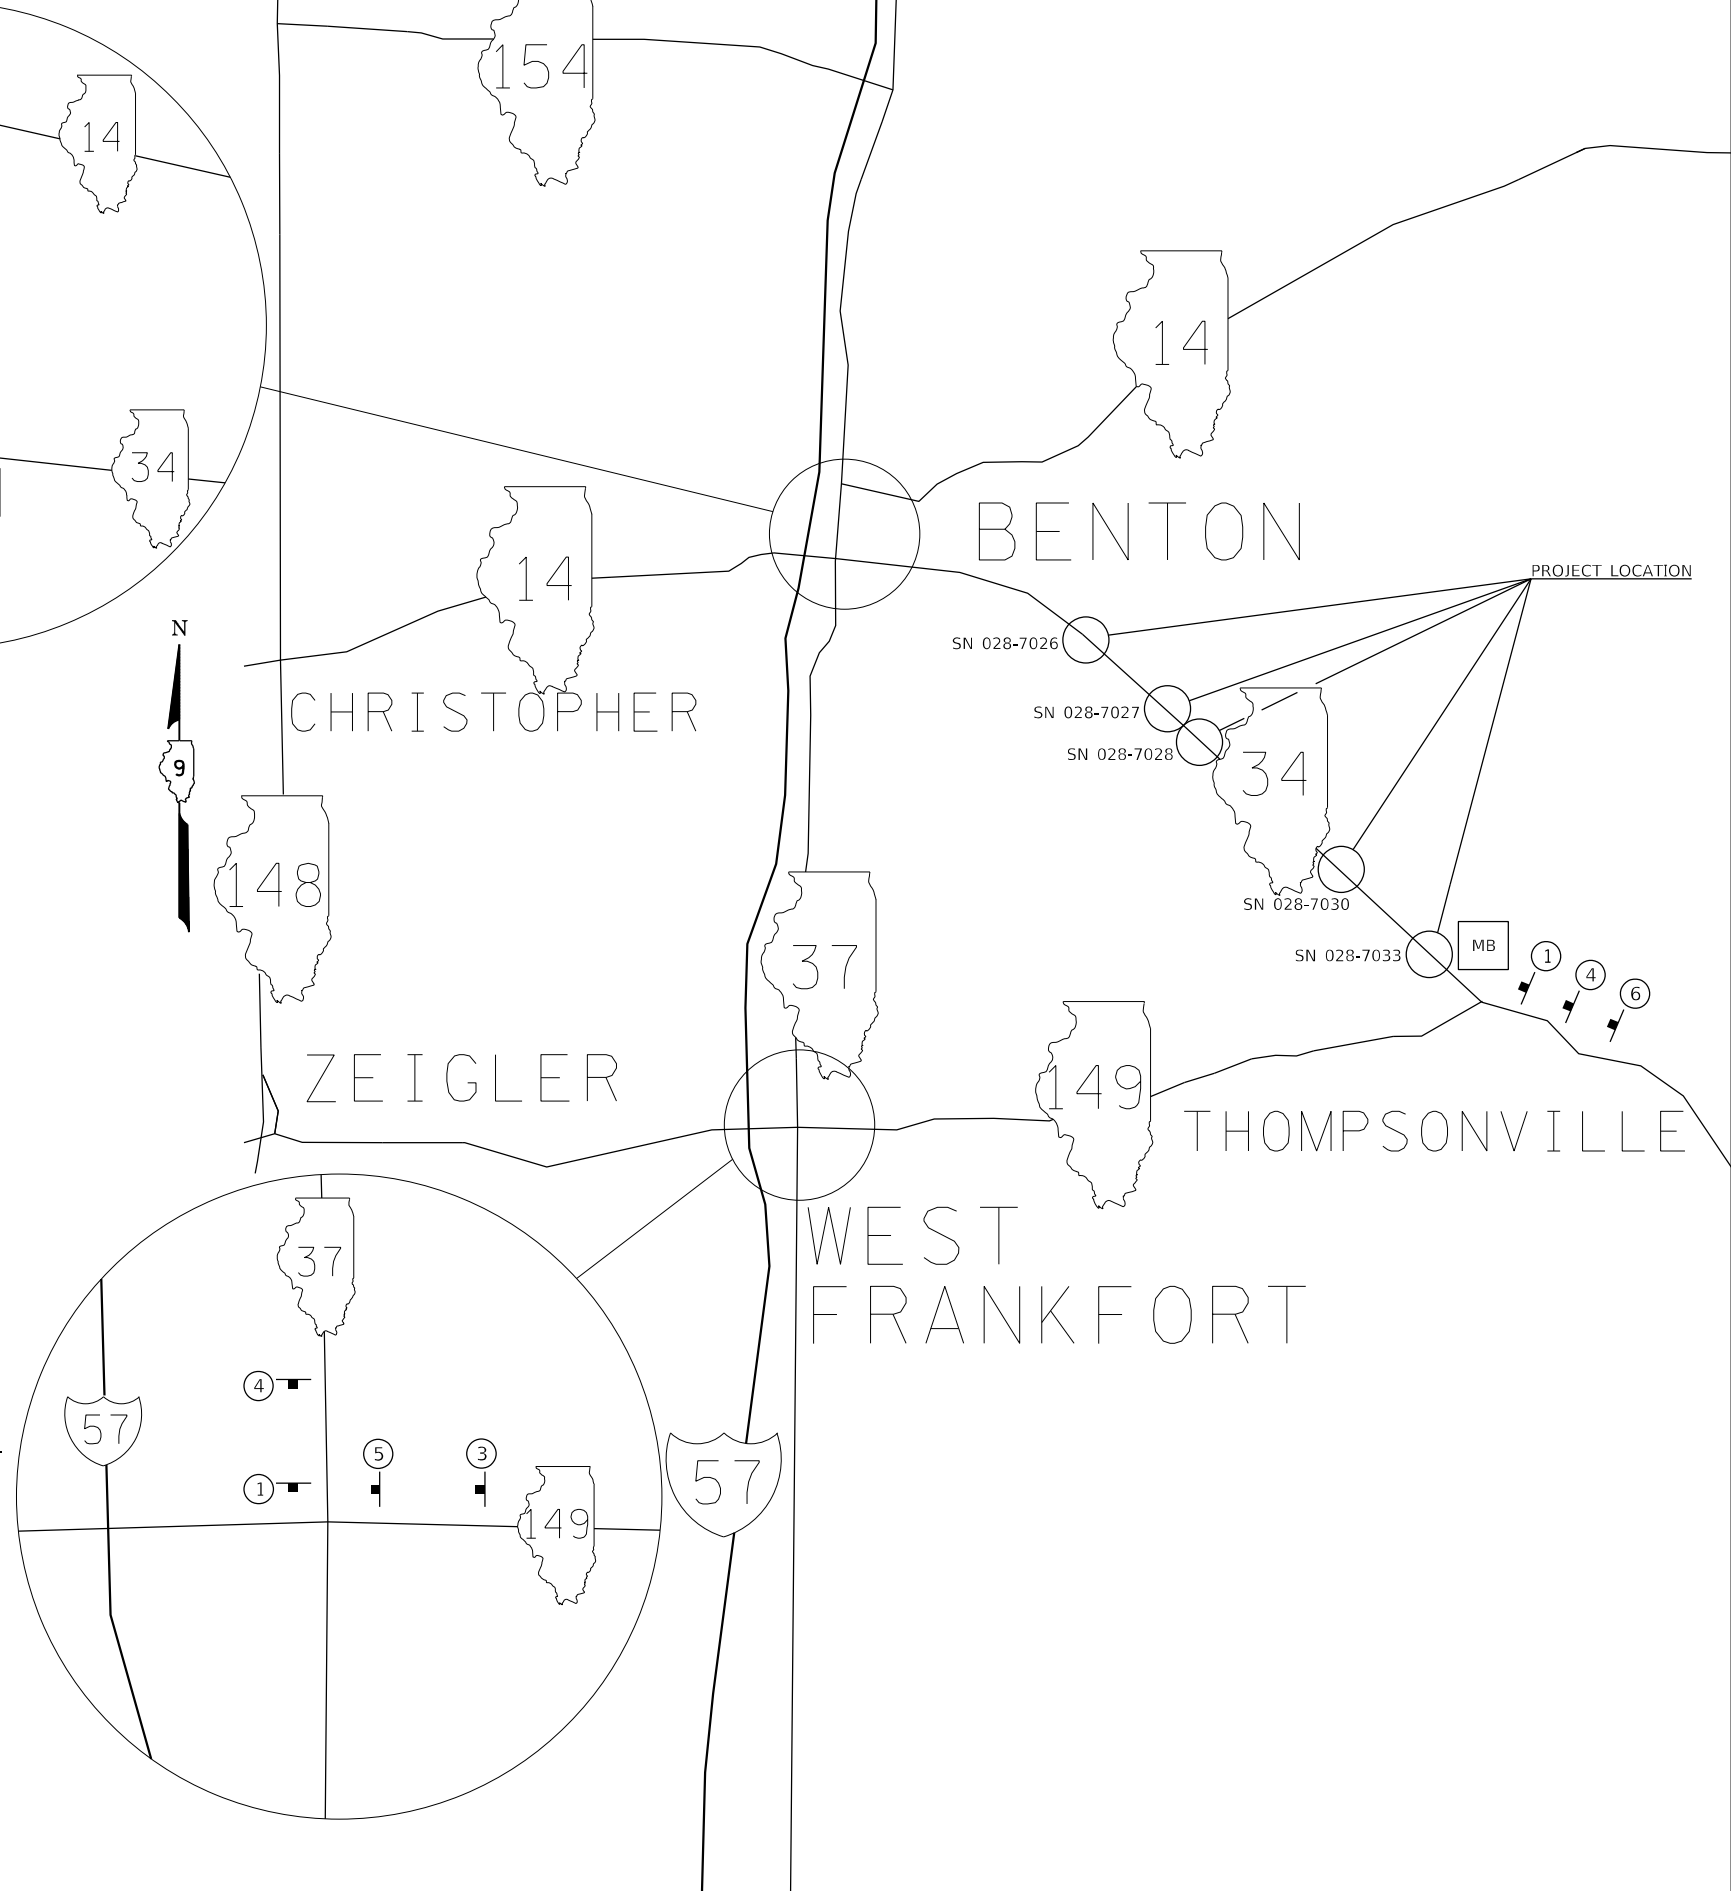 154
14
14
34
14
BENTON
PROJECT LOCATION
N
SN 028-7026
CHRISTOPHER
SN 028-7027
SN 028-7028
9
34
148
SN 028-7030
37
SN 028-7033
MB
1
4
6
ZEIGLER
149
THOMPSONVILLE
WEST
FRANKFORT
37
4
57
5
3
1
149
57